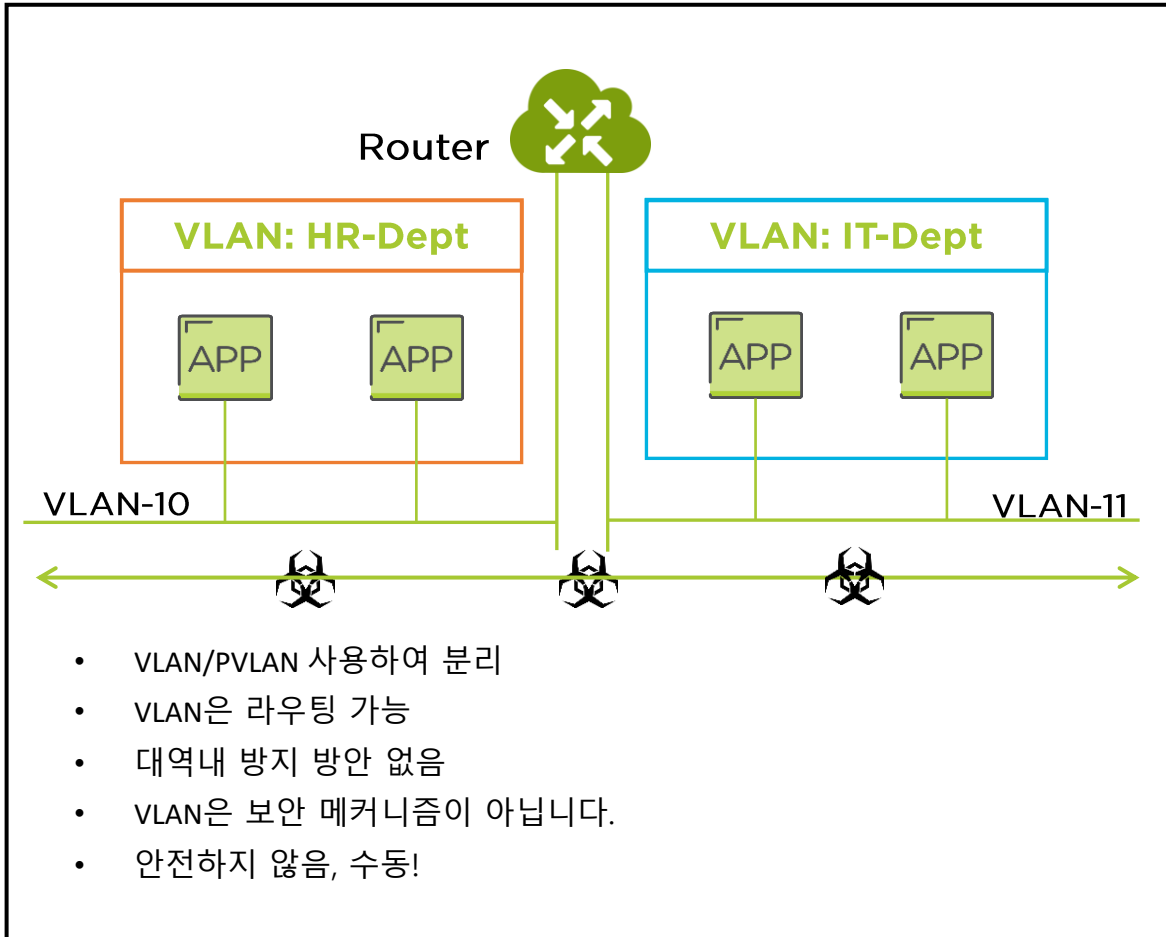 Router
VLAN: HR-Dept
VLAN: IT-Dept
APP
APP
APP
APP
VLAN-10
VLAN-11
• VLAN/PVLAN 사용하여 분리
• VLAN은 라우팅 가능
• 대역내 방지 방안 없음
• VLAN은 보안 메커니즘이 아닙니다.
• 안전하지 않음, 수동!